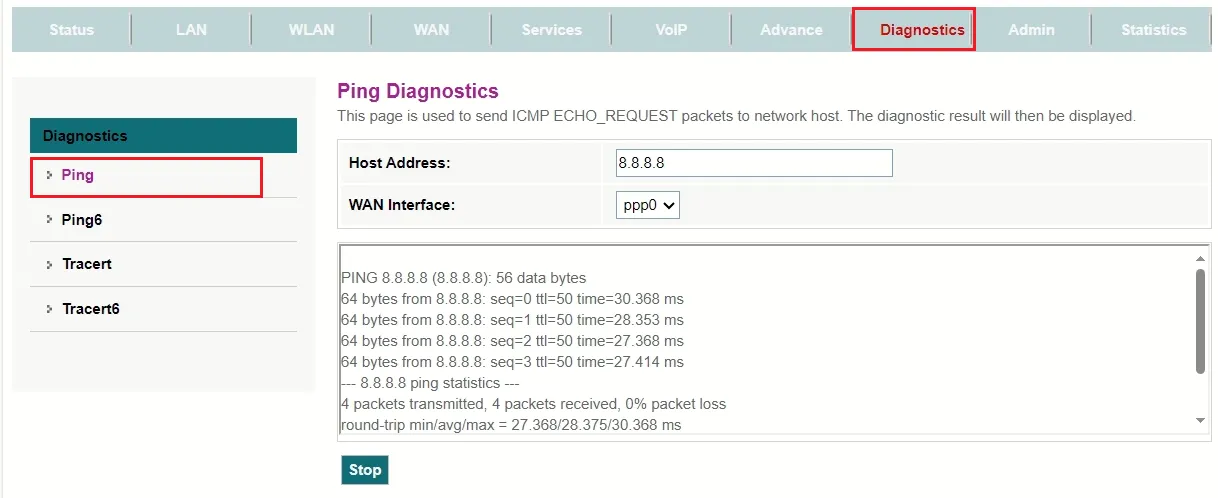 Status LAN WLAN WAN Services VoIP Advance Diagnostics Admin Statistics
Diagnostics
Ping
Ping6
Tracert
Tracert6
Ping Diagnostics
This page is used to send ICMP ECHO_REQUEST packets to network host. The diagnostic result will then be displayed.
Host Address: 8.8.8.8
WAN Interface: ppp0
PING 8.8.8.8 (8.8.8.8): 56 data bytes
64 bytes from 8.8.8.8: seq=0 ttl=50 time=30.368 ms
64 bytes from 8.8.8.8: seq=1 ttl=50 time=28.353 ms
64 bytes from 8.8.8.8: seq=2 ttl=50 time=27.368 ms
64 bytes from 8.8.8.8: seq=3 ttl=50 time=27.414 ms
--- 8.8.8.8 ping statistics ---
4 packets transmitted, 4 packets received, 0% packet loss
round-trip min/avg/max = 27.368/28.375/30.368 ms
Stop